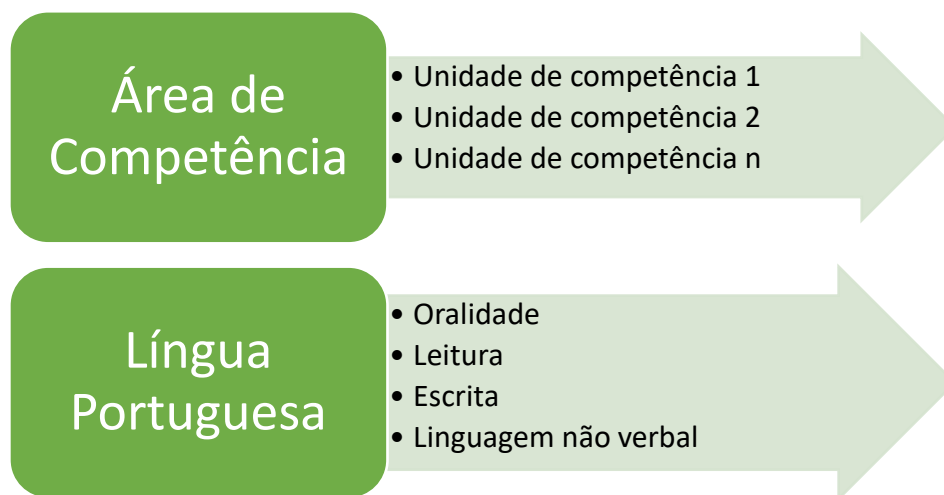 Área de
Competência
• Unidade de competência 1
• Unidade de competência 2
• Unidade de competência n
Língua
Portuguesa
• Oralidade
• Leitura
• Escrita
• Linguagem não verbal